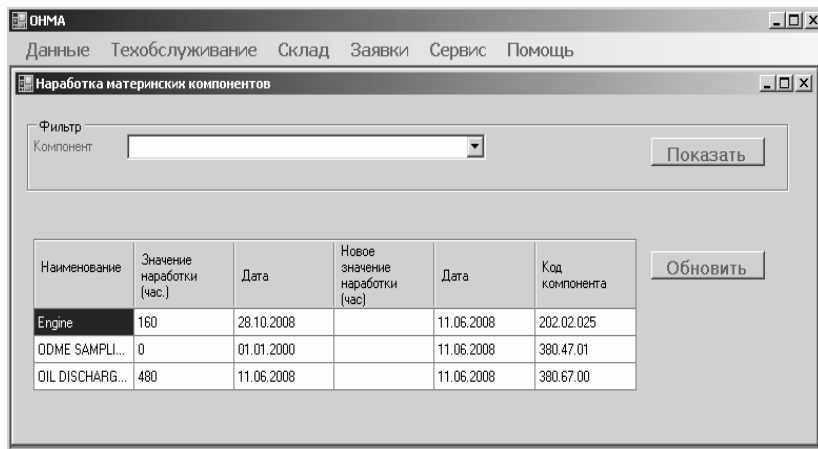 ОНМА
Данные Техобслуживание Склад Заявки Сервис Помощь
Наработка материнских компонентов
Фильтр
Компонент
Показать
Наименование Значение наработки (час.) Дата Новое значение наработки (час) Дата Код компонента
Обновить
Engine 160 28.10.2008 11.06.2008 202.02.025
ODME SAMPLI... 0 01.01.2000 11.06.2008 380.47.01
OIL DISCHARG... 480 11.06.2008 11.06.2008 380.67.00